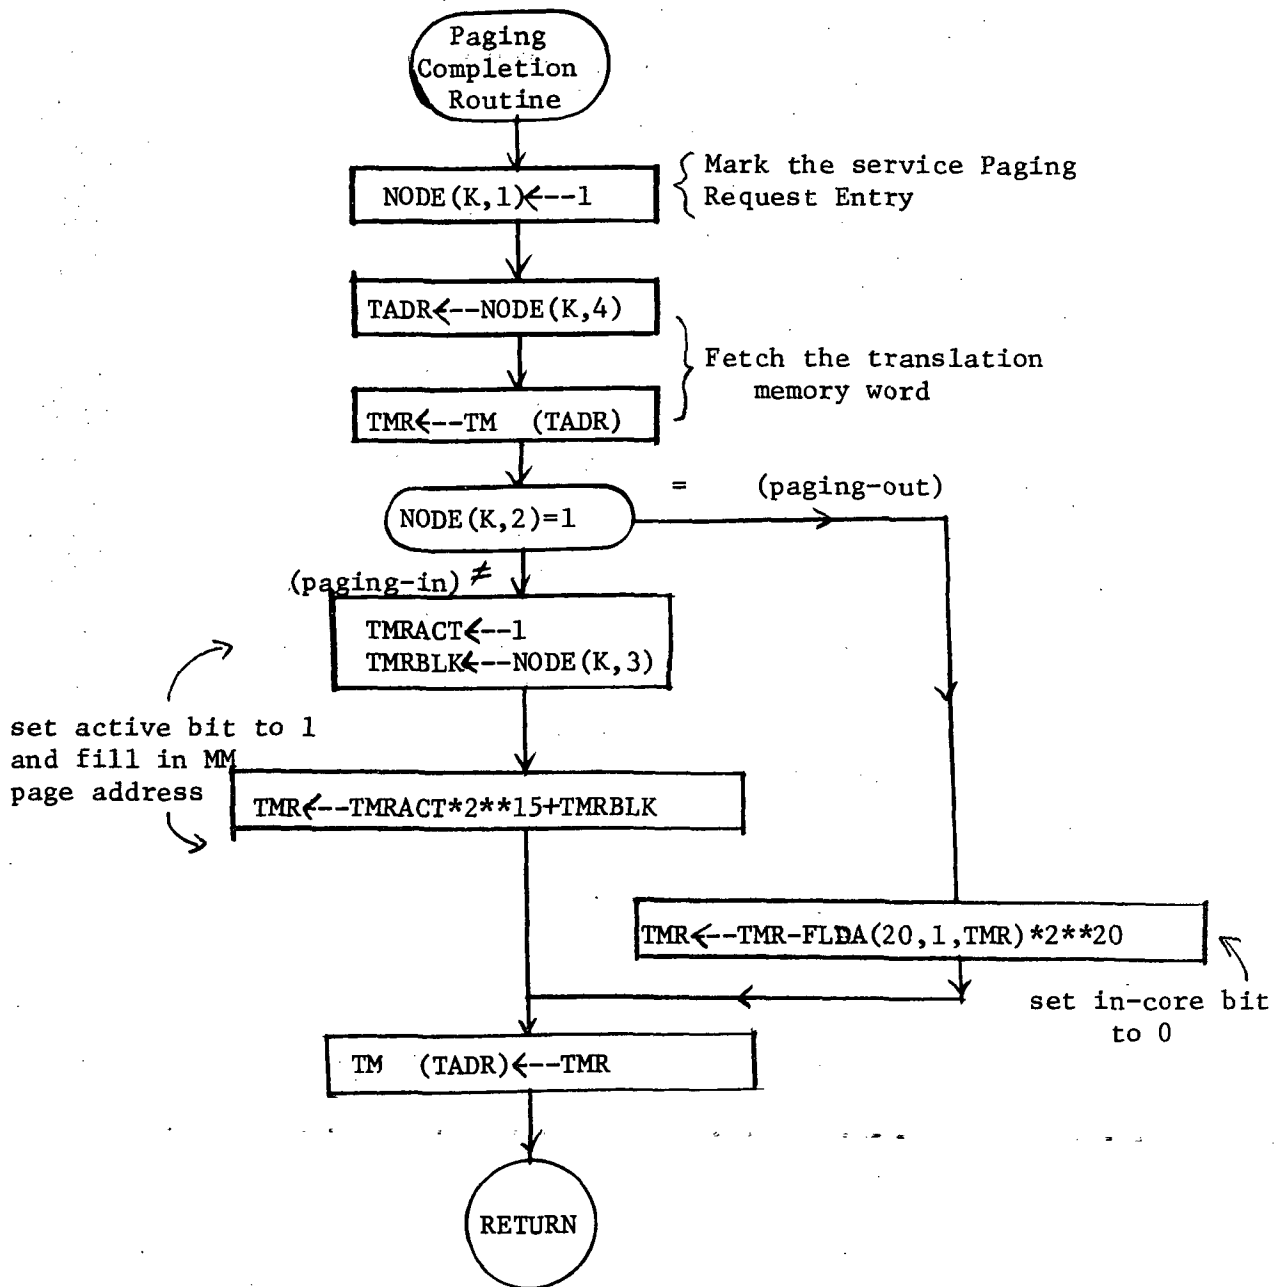 Paging
Completion
Routine
NODE(K,1)<---1
Mark the service Paging
Request Entry
TADR<--NODE(K,4)
Fetch the translation
memory word
TMR<--TM (TADR)
= (paging-out)
NODE(K,2)=1
(paging-in) ≠
TMRACT<--1
TMRBLK<--NODE(K,3)
set active bit to 1
and fill in MM
page address
TMR<--TMRACT*2**15+TMRBLK
TMR<--TMR-FLDA(20,1,TMR)*2**20
set in-core bit
to 0
TM (TADR)<--TMR
RETURN